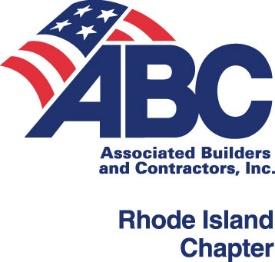 ABC
Associated Builders
and Contractors, Inc.
Rhode Island
Chapter